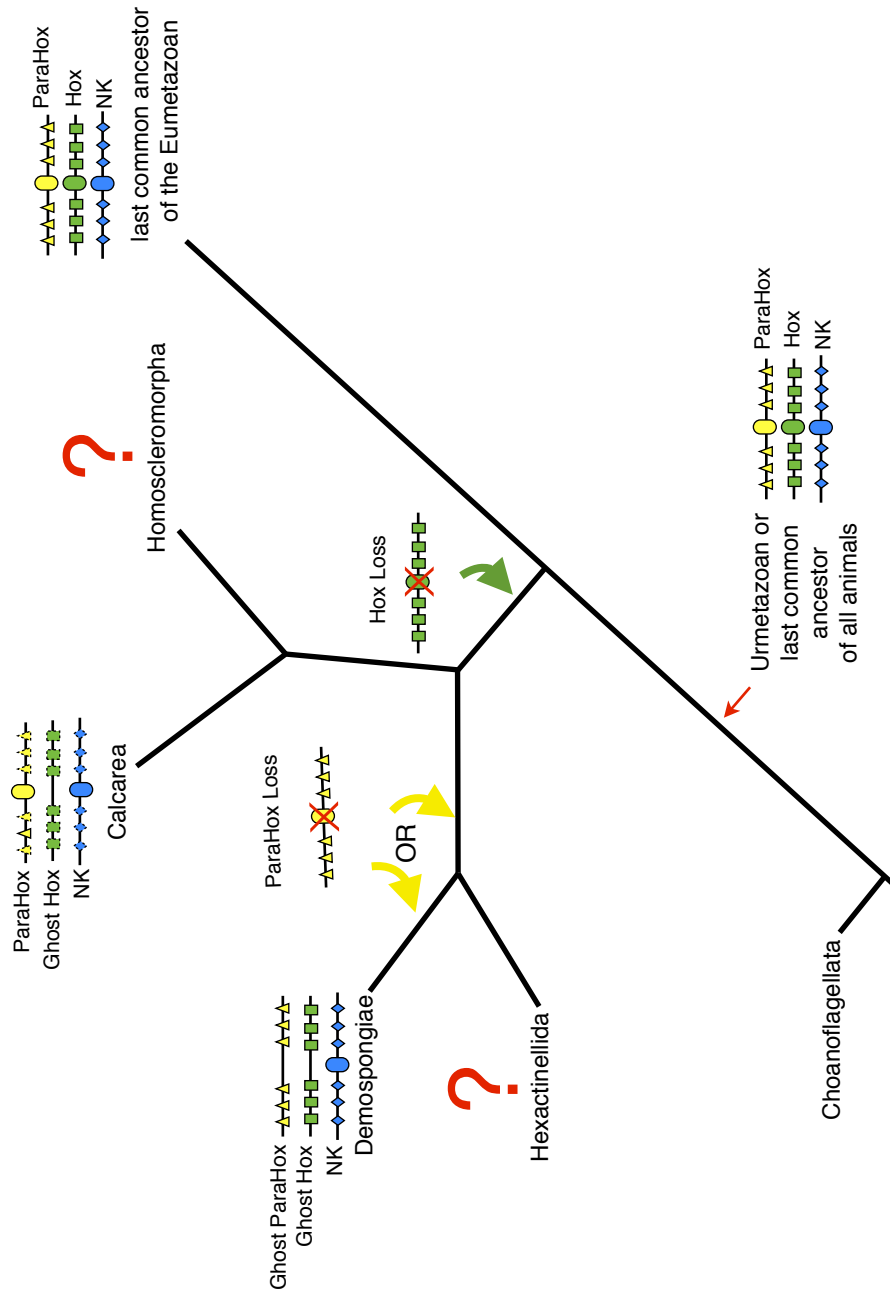 ParaHox
Ghost Hox
NK
Calcarea
?
Homoscleromorpha
ParaHox
Hox
NK
last common ancestor
of the Eumetazoan
ParaHox Loss
OR
Hox Loss
Ghost ParaHox
Ghost Hox
NK
Demospongiae
?
Hexactinellida
Urmetazoan or
last common
ancestor
of all animals
ParaHox
Hox
NK
Choanoflagellata